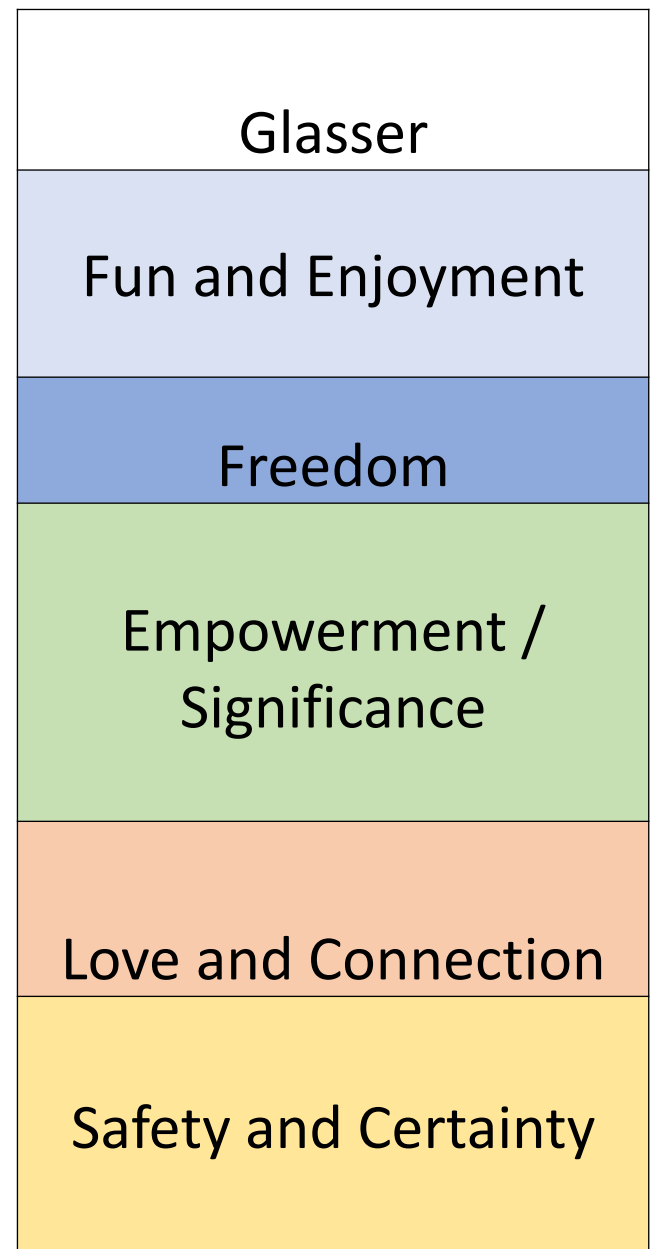 Glasser
Fun and Enjoyment
Freedom
Empowerment /
Significance
Love and Connection
Safety and Certainty